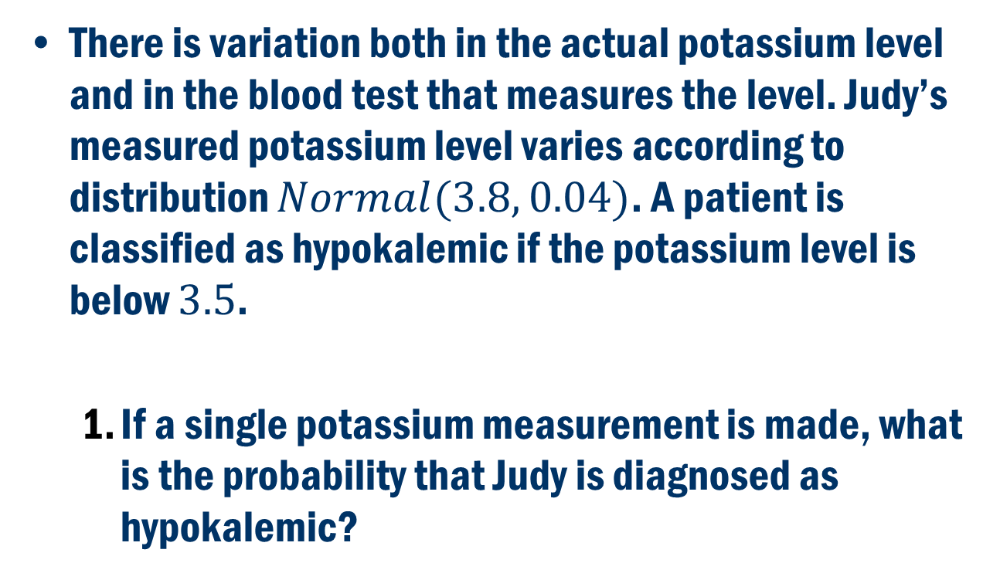 • There is variation both in the actual potassium level
and in the blood test that measures the level. Judy’s
measured potassium level varies according to
distribution Normal(3.8, 0.04). A patient is
classified as hypokalemic if the potassium level is
below 3.5.
1. If a single potassium measurement is made, what
is the probability that Judy is diagnosed as
hypokalemic?